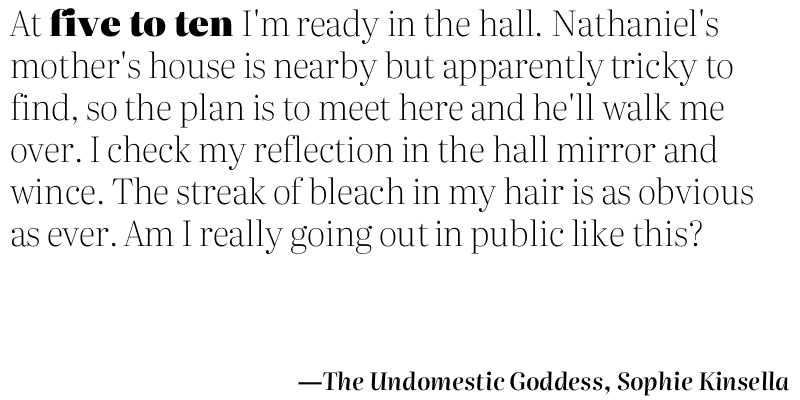 At five to ten I'm ready in the hall. Nathaniel's
mother's house is nearby but apparently tricky to
find, so the plan is to meet here and he'll walk me
over. I check my reflection in the hall mirror and
wince. The streak of bleach in my hair is as obvious
as ever. Am I really going out in public like this?
—The Undomestic Goddess, Sophie Kinsella